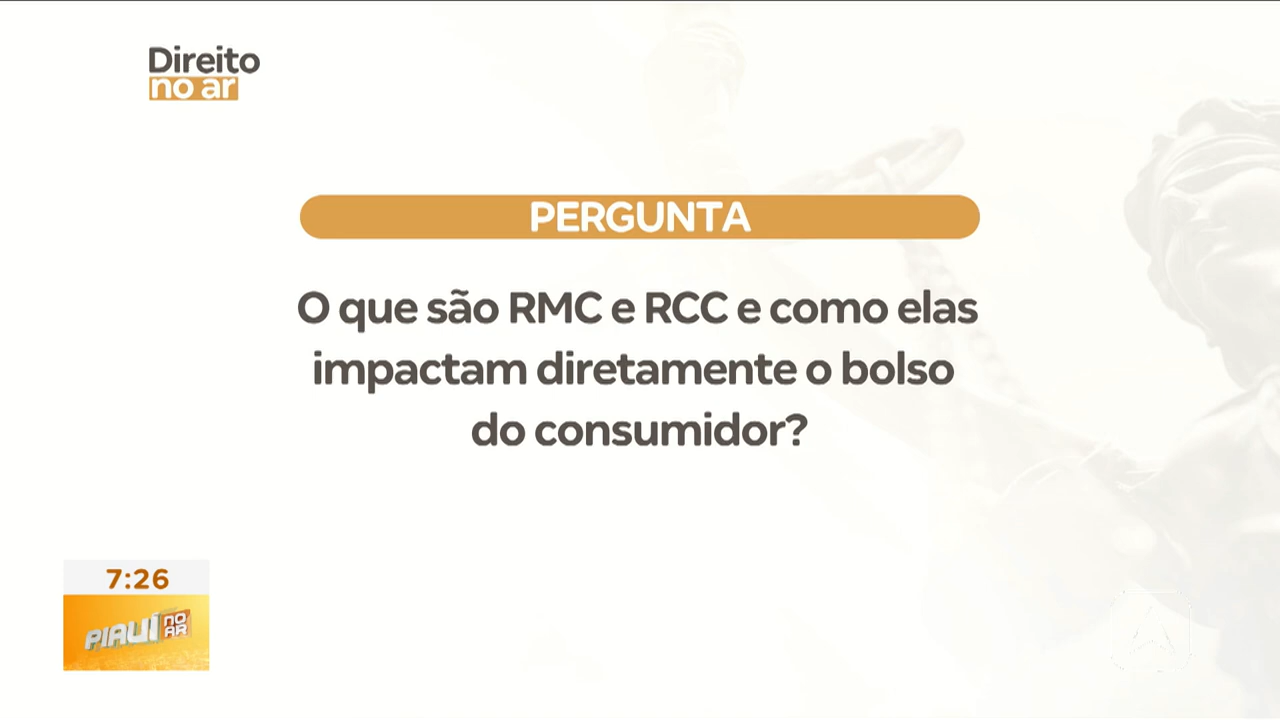 Direito
no ar
PERGUNTA
O que são RMC e RCC e como elas
impactam diretamente o bolso
do consumidor?
7:26
PIAUÍ NO
AR